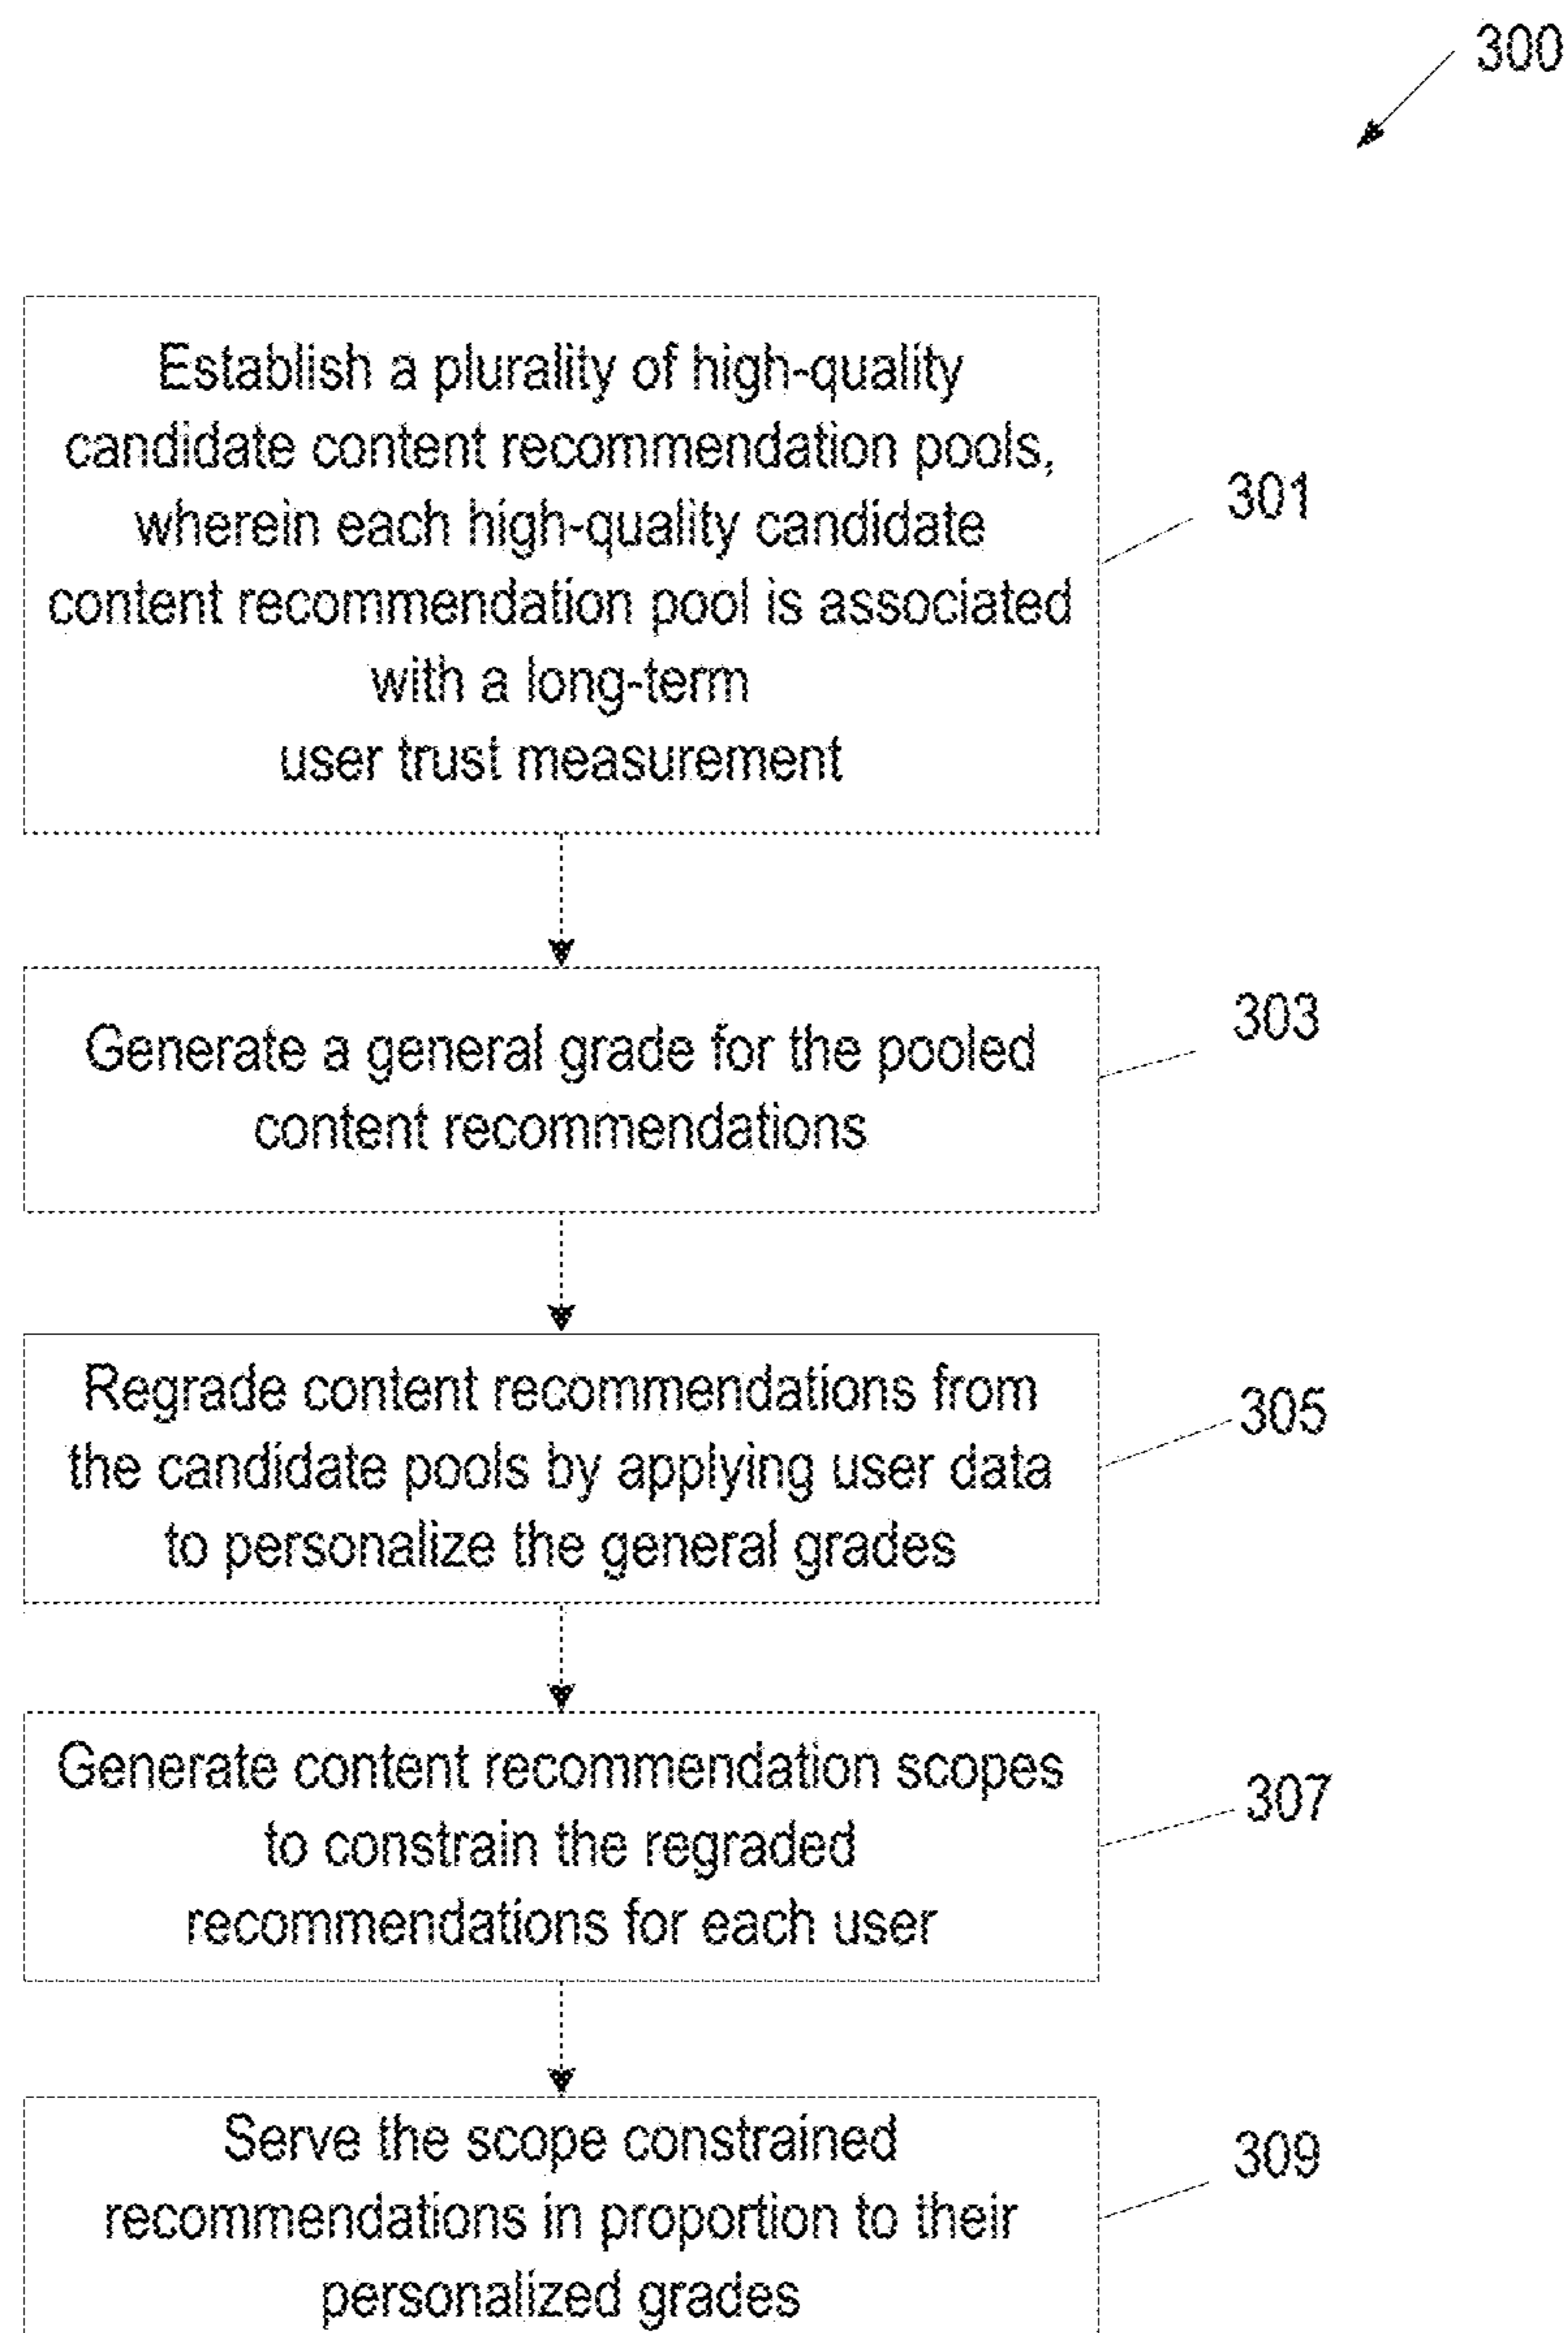 300
Establish a plurality of high-quality
candidate content recommendation pools,
wherein each high-quality candidate
content recommendation pool is associated
with a long-term
user trust measurement
301
Generate a general grade for the pooled
content recommendations
303
Regrade content recommendations from
the candidate pools by applying user data
to personalize the general grades
305
Generate content recommendation scopes
to constrain the regraded
recommendations for each user
307
Serve the scope constrained
recommendations in proportion to their
personalized grades
309